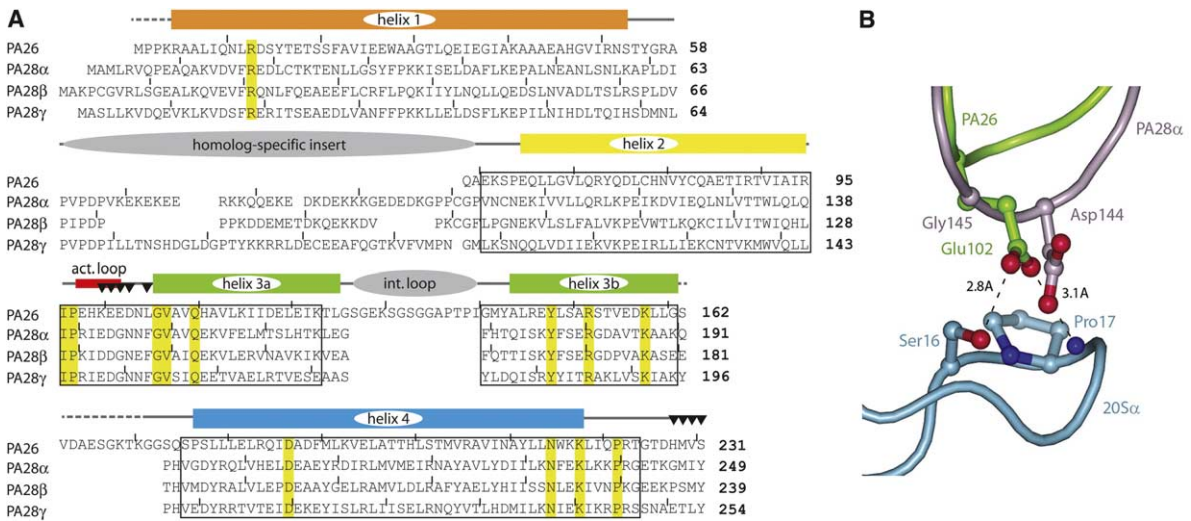 A
helix 1
PA26 MPPKRAALIQNLRDSYTETSSFAVIEEWAAGTLQEIEGIAKAAAEAHGVIRNSTYGRA 58
PA28α MAMLRVQPEAQAKVDVFREDLCTKTENLLGSYFPKKISELDAFLKEPALNEANLSNLKAPLDI 63
PA28β MAKPCGVRLSGEALKQVEVFRQNLFQEAEEFLCRFLPQKIIYLNQLLQEDSLNVADLTSLRSPLDV 66
PA28γ MASLLKVDQEVKLKVDSFRERITSEAEDLVANFFPKKLLELDSFLKEPILNIHDLTQIHSDMNL 64
homolog-specific insert
helix 2
PA26 QAEKSPEQLLGVLQRYQDLCHNVYCQAETIRTVIAIR 95
PA28α PVPDPVKEKEKEE RKKQQEKE DKDEKKKGEDEDKGPPCGPVNCNEKIVVLLQRLKPEIKDVIEQLNLVTTWLQLQ 138
PA28β PIPDP PPKDDEMETDKQEKKDV PKCGFLPGNEKVLSLFALVKPEVWTLKQKCILVITWIQHL 128
PA28γ PVPDPILLTNSHDGLDGPTYKKRRLDECEEAFQGTKVFVMPN GMLKSNQQLVDIIEKVKPEIRLLIEKCNTVKMWVQLL 143
act. loop
helix 3a
int. loop
helix 3b
PA26 IPEHKEEDNLGVAVQHAVLKIIDELEIKTLGSGEKSGSGGAPTPIGMYALREYLSARSTVEDKLLGS 162
PA28α IPRIEDGNNFGVAVQEKVFELMTSLHTKLEG FHTQISKYFSERGDAVTKAAKQ 191
PA28β IPKIDDGNEFGVAIQEKVLERVNAVKIKVEAG FQTTISKYFSERGDPVAKASEQ 181
PA28γ IPRIEDGNNFGVSIQEETVAELRTVESEAAS YLDQISRYYITRAKLVSKIAKY 196
helix 4
PA26 VDAESGKTKGGSQSPSLLLELRQIDADFMLKVELATTHLSTMVRAVINAYLLNWKKLIQPRTGTDHMVS 231
PA28α PHVGDYRQLVHELDEAEYRDIRLMVMEIRNAYAVLYDIILKNFEKLKKPRGETKGMIY 249
PA28β THVMDYRALVLEPDEAAYGELRAMVLDLRAFYAELYHIISSNLEKIVNPKGEEKPSMY 239
PA28γ PHVEDYRRTVTEIDEKEYISLRLIISELRNQYVTLHDMILKNIEKIKRPRSSNAETLY 254
B
PA26
PA28α
Gly145
Asp144
Glu102
2.8A
3.1A
Ser16
Pro17
20Sα